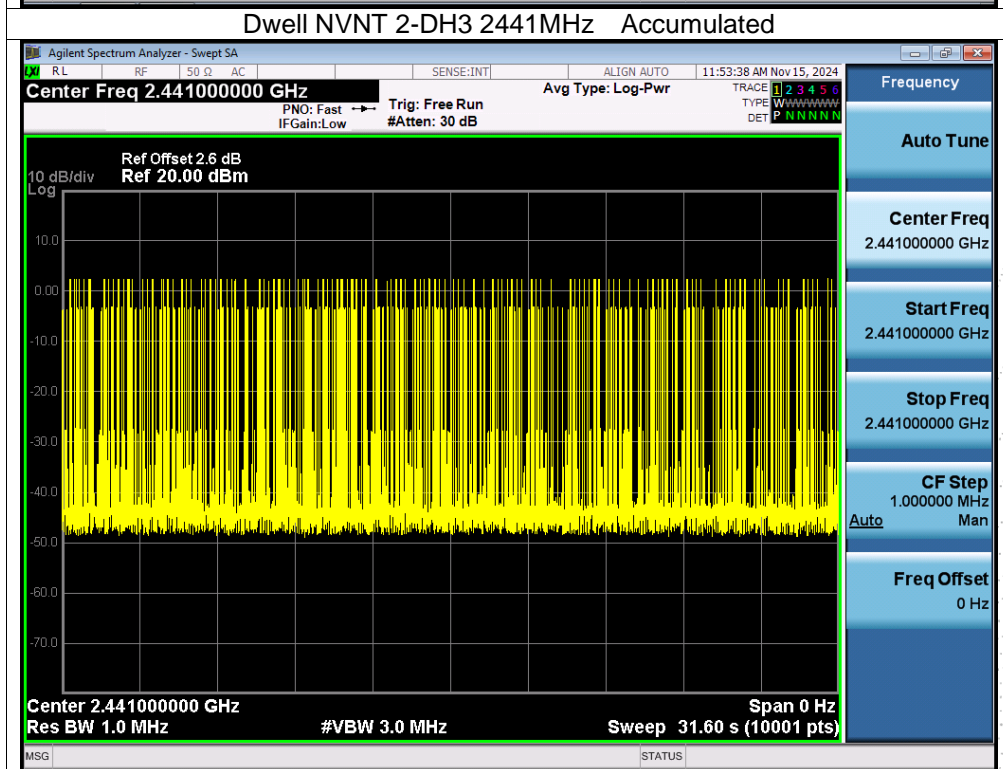 Dwell NVNT 2-DH3 2441MHz Accumulated
Agilent Spectrum Analyzer - Swept SA
LXI RL RF 50 Ω AC SENSE:INT ALIGN AUTO 11:53:38 AM Nov 15, 2024
Center Freq 2.441000000 GHz
PNO: Fast
IFGain:Low
Trig: Free Run
#Atten: 30 dB
Avg Type: Log-Pwr
TRACE 1 2 3 4 5 6
TYPE WWWWWWW
DET P N N N N N
Ref Offset 2.6 dB
10 dB/div Ref 20.00 dBm
Log
10.0
0.00
-10.0
-20.0
-30.0
-40.0
-50.0
-60.0
-70.0
Center 2.441000000 GHz Span 0 Hz
Res BW 1.0 MHz #VBW 3.0 MHz Sweep 31.60 s (10001 pts)
MSG STATUS
Frequency
Auto Tune
Center Freq
2.441000000 GHz
Start Freq
2.441000000 GHz
Stop Freq
2.441000000 GHz
CF Step
1.000000 MHz
Auto Man
Freq Offset
0 Hz